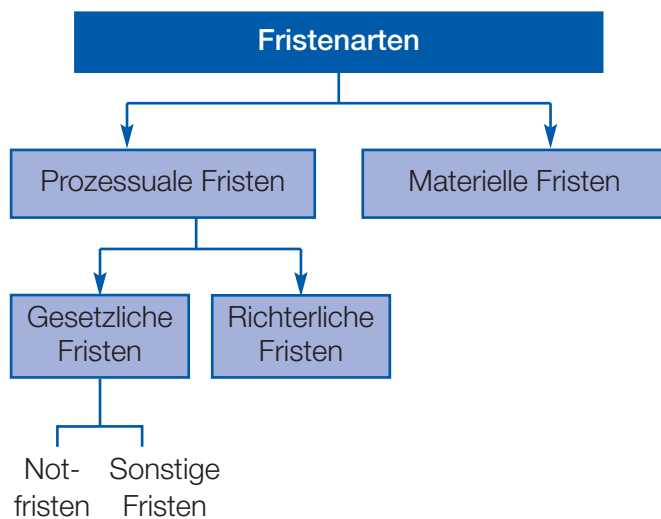 Fristenarten
Prozessuale Fristen
Materielle Fristen
Gesetzliche
Fristen
Richterliche
Fristen
Not-
fristen
Sonstige
Fristen